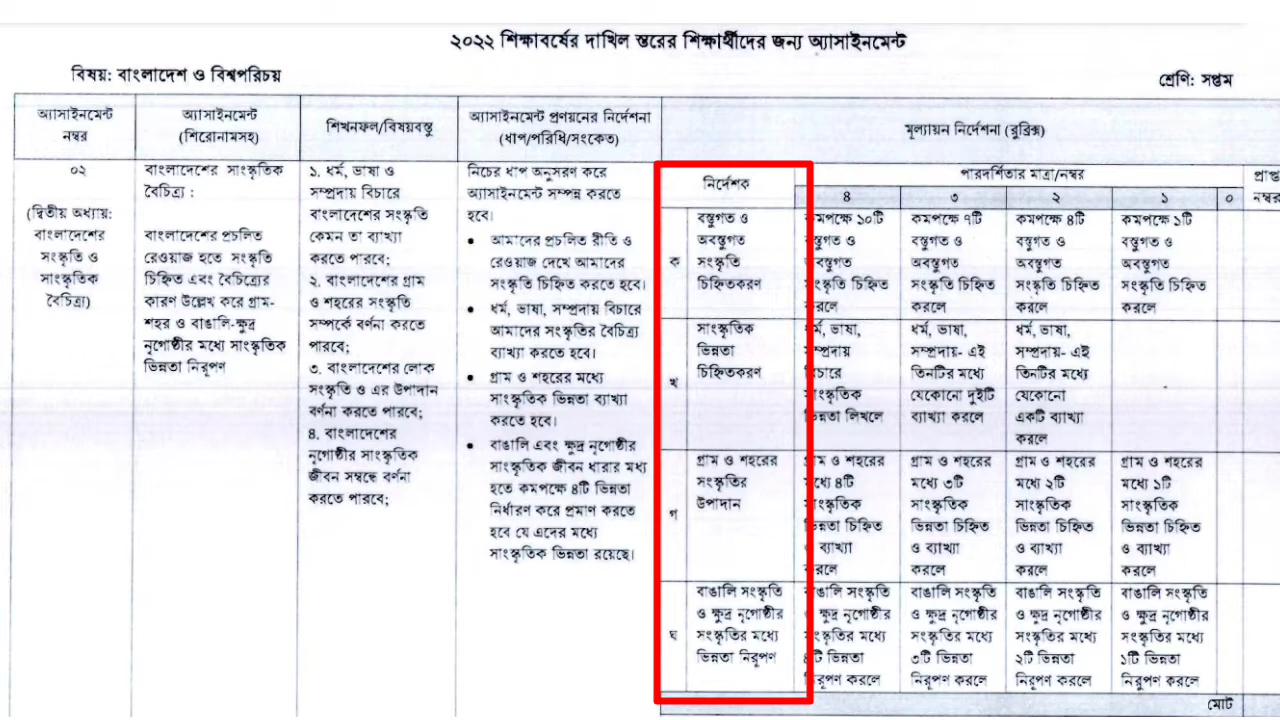 ২০২২ শিক্ষাবর্ষের দাখিল স্তরের শিক্ষার্থীদের জন্য অ্যাসাইনমেন্ট
বিষয়: বাংলাদেশ ও বিশ্বপরিচয়
শ্রেণি: সপ্তম
অ্যাসাইনমেন্ট
নম্বর
অ্যাসাইনমেন্ট
(শিরোনামসহ)
শিখনফল/বিষয়বস্তু
অ্যাসাইনমেন্ট প্রণয়নের নির্দেশনা
(ধাপ/পরিধি/সংকেত)
মূল্যায়ন নির্দেশনা (রুব্রিক্স)
০২
(দ্বিতীয় অধ্যায়:
বাংলাদেশের
সংস্কৃতি ও
সাংস্কৃতিক
বৈচিত্র্য)
বাংলাদেশের সাংস্কৃতিক
বৈচিত্র্য :
বাংলাদেশের প্রচলিত
রেওয়াজ হতে সংস্কৃতি
চিহ্নিত এবং বৈচিত্র্যের
কারণ উল্লেখ করে গ্রাম-
শহর ও বাঙালি-ক্ষুদ্র
নৃগোষ্ঠীর মধ্যে সাংস্কৃতিক
ভিন্নতা নিরূপণ
১. ধর্ম, ভাষা ও
সম্প্রদায় বিচারে
বাংলাদেশের সংস্কৃতি
কেমন তা ব্যাখ্যা
করতে পারবে;
২. বাংলাদেশের গ্রাম
ও শহরের সংস্কৃতি
সম্পর্কে বর্ণনা করতে
পারবে;
৩. বাংলাদেশের লোক
সংস্কৃতি ও এর উপাদান
বর্ণনা করতে পারবে;
৪. বাংলাদেশের
নৃগোষ্ঠীর সাংস্কৃতিক
জীবন সম্বন্ধে বর্ণনা
করতে পারবে;
নিচের ধাপ অনুসরণ করে
অ্যাসাইনমেন্ট সম্পন্ন করতে
হবে।
• আমাদের প্রচলিত রীতি ও
রেওয়াজ দেখে আমাদের
সংস্কৃতি চিহ্নিত করতে হবে।
• ধর্ম, ভাষা, সম্প্রদায় বিচারে
আমাদের সংস্কৃতির বৈচিত্র্য
ব্যাখ্যা করতে হবে।
• গ্রাম ও শহরের মধ্যে
সাংস্কৃতিক ভিন্নতা ব্যাখ্যা
করতে হবে।
• বাঙালি এবং ক্ষুদ্র নৃগোষ্ঠীর
সাংস্কৃতিক জীবন ধারার মধ্য
হতে কমপক্ষে ৪টি ভিন্নতা
নির্ধারণ করে প্রমাণ করতে
হবে যে এদের মধ্যে
সাংস্কৃতিক ভিন্নতা রয়েছে।
নির্দেশক
পারদর্শিতার মাত্রা/নম্বর
প্রাপ্ত
নম্বর
৪ ৩ ২ ১ ০
ক
বস্তুগত ও
অবস্তুগত
সংস্কৃতি
চিহ্নিতকরণ
কমপক্ষে ১০টি
বস্তুগত ও
অবস্তুগত
সংস্কৃতি চিহ্নিত
করলে
কমপক্ষে ৭টি
বস্তুগত ও
অবস্তুগত
সংস্কৃতি চিহ্নিত
করলে
কমপক্ষে ৪টি
বস্তুগত ও
অবস্তুগত
সংস্কৃতি চিহ্নিত
করলে
কমপক্ষে ১টি
বস্তুগত ও
অবস্তুগত
সংস্কৃতি চিহ্নিত
করলে
খ
সাংস্কৃতিক
ভিন্নতা
চিহ্নিতকরণ
ধর্ম, ভাষা,
সম্প্রদায়
বিচারে
সাংস্কৃতিক
ভিন্নতা লিখলে
ধর্ম, ভাষা,
সম্প্রদায়- এই
তিনটির মধ্যে
যেকোনো দুইটি
ব্যাখ্যা করলে
ধর্ম, ভাষা,
সম্প্রদায়- এই
তিনটির মধ্যে
যেকোনো
একটি ব্যাখ্যা
করলে
গ
গ্রাম ও শহরের
সংস্কৃতির
উপাদান
গ্রাম ও শহরের
মধ্যে ৪টি
সাংস্কৃতিক
ভিন্নতা চিহ্নিত
ও ব্যাখ্যা
করলে
গ্রাম ও শহরের
মধ্যে ৩টি
সাংস্কৃতিক
ভিন্নতা চিহ্নিত
ও ব্যাখ্যা
করলে
গ্রাম ও শহরের
মধ্যে ২টি
সাংস্কৃতিক
ভিন্নতা চিহ্নিত
ও ব্যাখ্যা
করলে
গ্রাম ও শহরের
মধ্যে ১টি
সাংস্কৃতিক
ভিন্নতা চিহ্নিত
ও ব্যাখ্যা
করলে
ঘ
বাঙালি সংস্কৃতি
ও ক্ষুদ্র নৃগোষ্ঠীর
সংস্কৃতির মধ্যে
ভিন্নতা নিরূপণ
বাঙালি সংস্কৃতি
ও ক্ষুদ্র নৃগোষ্ঠীর
সংস্কৃতির মধ্যে
৪টি ভিন্নতা
নিরূপণ করলে
বাঙালি সংস্কৃতি
ও ক্ষুদ্র নৃগোষ্ঠীর
সংস্কৃতির মধ্যে
৩টি ভিন্নতা
নিরূপণ করলে
বাঙালি সংস্কৃতি
ও ক্ষুদ্র নৃগোষ্ঠীর
সংস্কৃতির মধ্যে
২টি ভিন্নতা
নিরূপণ করলে
বাঙালি সংস্কৃতি
ও ক্ষুদ্র নৃগোষ্ঠীর
সংস্কৃতির মধ্যে
১টি ভিন্নতা
নিরূপণ করলে
মোট